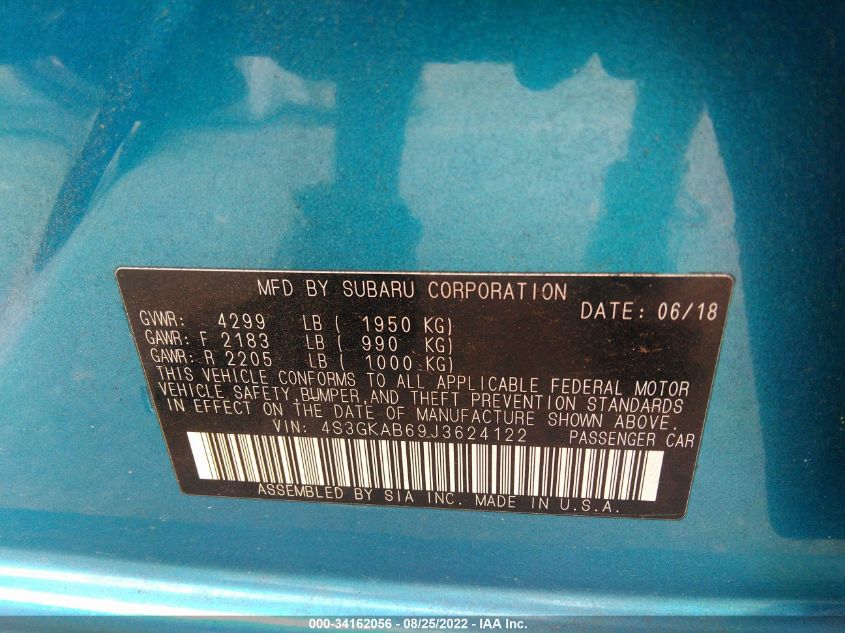 MFD BY SUBARU CORPORATION
DATE: 06/18
GVWR: 4299 LB ( 1950 KG)
GAWR: F 2183 LB ( 990 KG)
GAWR: R 2205 LB ( 1000 KG)
THIS VEHICLE CONFORMS TO ALL APPLICABLE FEDERAL MOTOR
VEHICLE SAFETY,BUMPER,AND THEFT PREVENTION STANDARDS
IN EFFECT ON THE DATE OF MANUFACTURE SHOWN ABOVE.
VIN: 4S3GKAB69J3624122 PASSENGER CAR
ASSEMBLED BY SIA INC. MADE IN U.S.A.
000-34162056 - 08/25/2022 - IAA Inc.